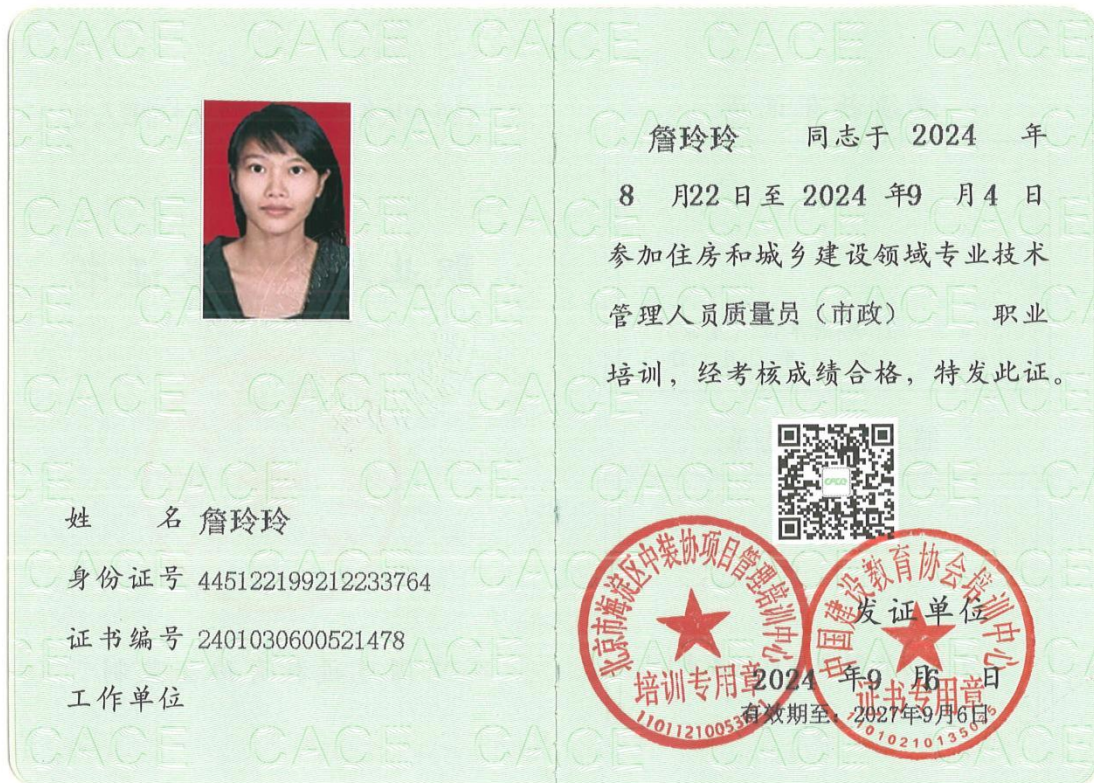 姓 名 詹玲玲
身份证号 445122199212233764
证书编号 2401030600521478
工作单位
詹玲玲 同志于 2024 年
8 月22 日至 2024 年9 月4 日
参加住房和城乡建设领域专业技术
管理人员质量员（市政） 职业
培训，经考核成绩合格，特发此证。
北京市海淀区中装协项目管理培训中心
培训专用章
中国建设教育协会培训中心
证书专用章
11010210135025
发证单位
2024 年9 月6 日
有效期至：2027年9月6日
CACE